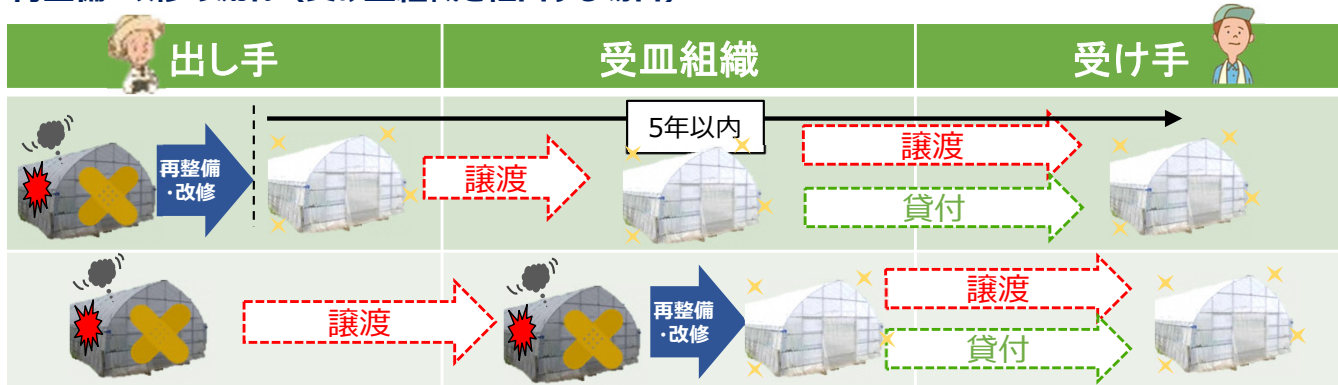 出し手
受皿組織
受け手
5年以内
再整備
・改修
譲渡
譲渡
貸付
譲渡
再整備
・改修
譲渡
貸付